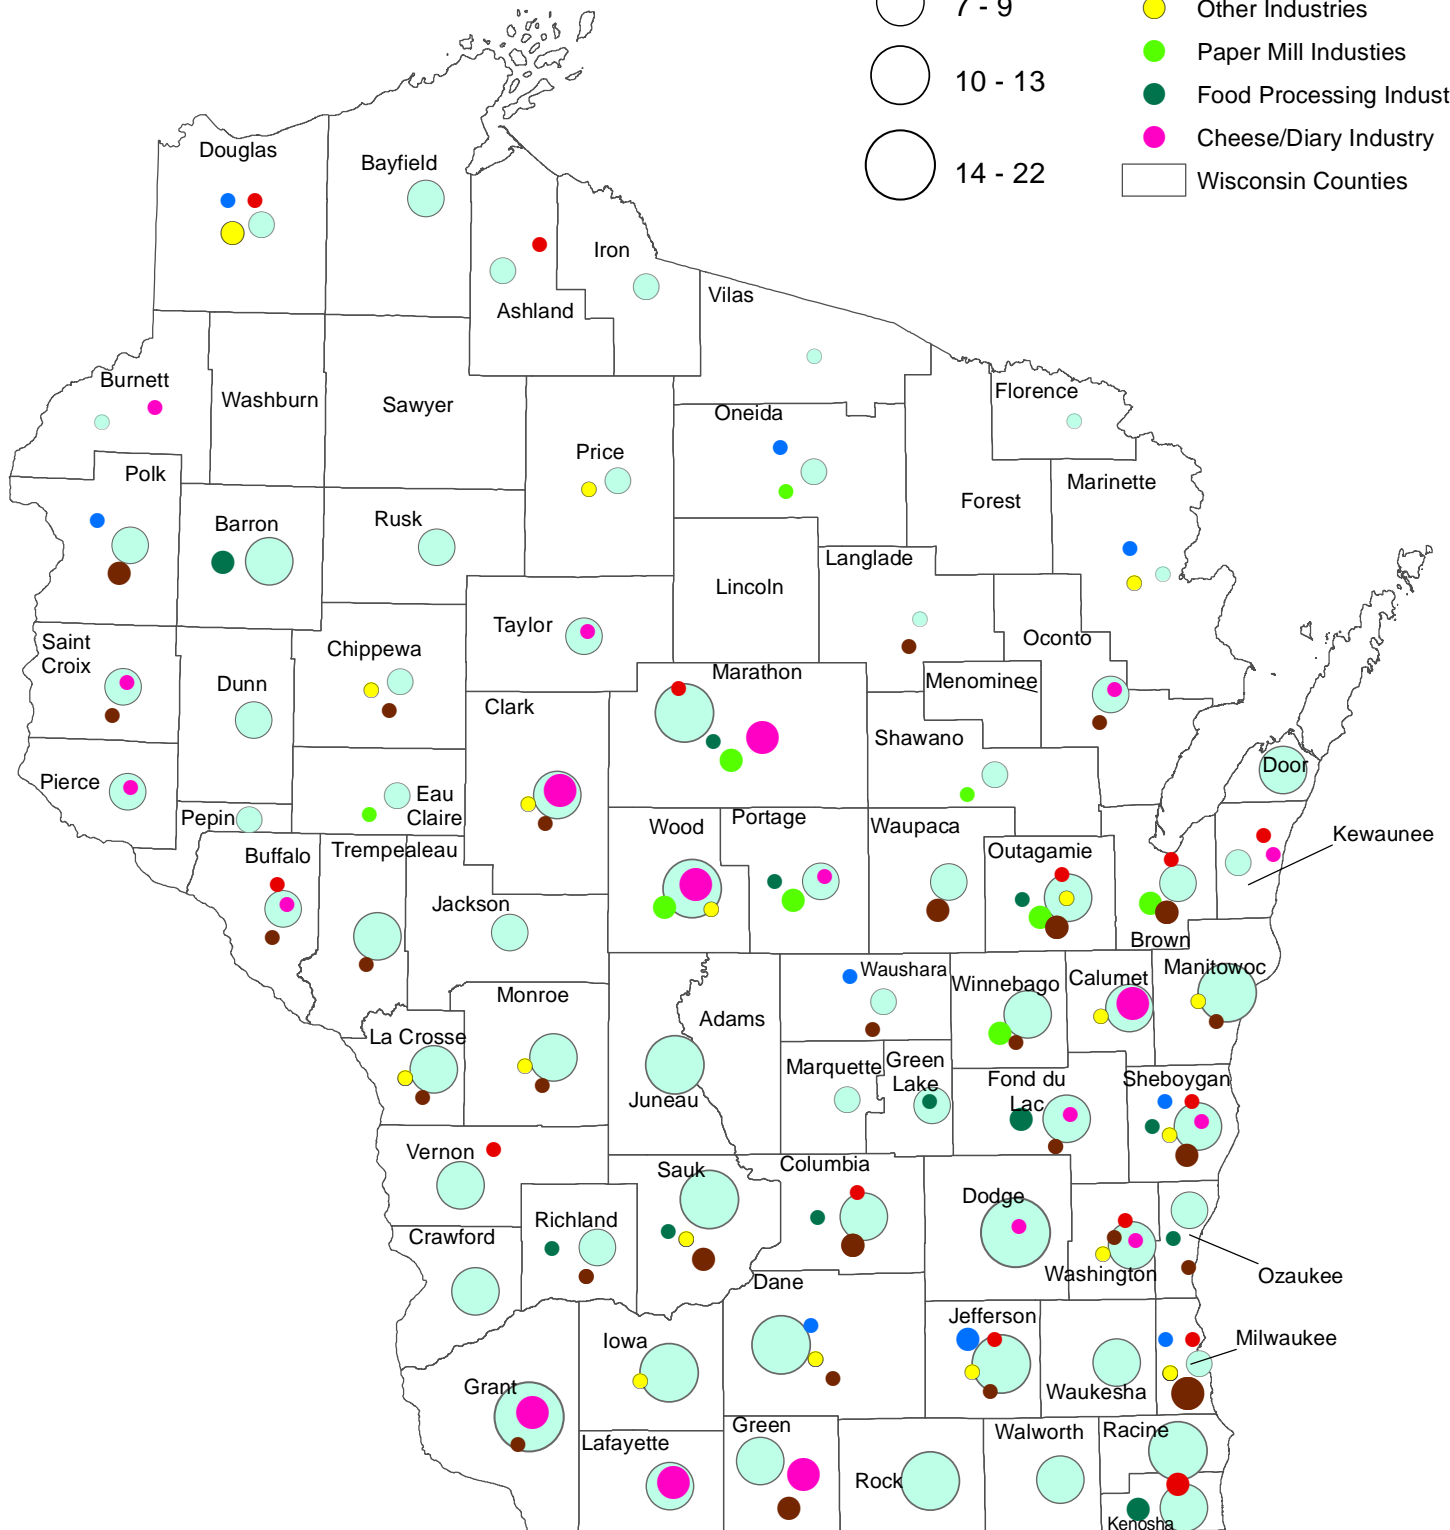 7 - 9
Other Industries
Paper Mill Industies
10 - 13
Food Processing Indust
Cheese/Diary Industry
14 - 22
Wisconsin Counties
Douglas
Bayfield
Iron
Ashland
Vilas
Burnett
Washburn
Sawyer
Florence
Oneida
Price
Polk
Marinette
Forest
Barron
Rusk
Langlade
Lincoln
Taylor
Oconto
Saint
Croix
Chippewa
Marathon
Menominee
Dunn
Clark
Shawano
Door
Pierce
Eau
Claire
Pepin
Wood
Portage
Waupaca
Kewaunee
Outagamie
Buffalo
Trempealeau
Jackson
Brown
Waushara
Winnebago
Calumet
Manitowoc
Monroe
Adams
La Crosse
Marquette
Green
Lake
Fond du
Lac
Sheboygan
Juneau
Vernon
Sauk
Columbia
Dodge
Richland
Crawford
Washington
Ozaukee
Dane
Jefferson
Milwaukee
Iowa
Waukesha
Grant
Lafayette
Green
Walworth
Racine
Rock
Kenosha